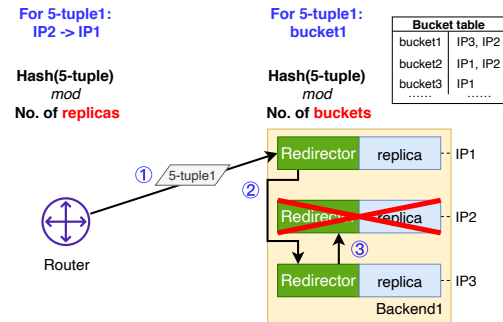 For 5-tuple1:
IP2 -> IP1
For 5-tuple1:
bucket1
Bucket table
bucket1 IP3, IP2
bucket2 IP1, IP2
bucket3 IP1
...... ......
Hash(5-tuple)
mod
No. of replicas
Hash(5-tuple)
mod
No. of buckets
① 5-tuple1
Redirector replica IP1
②
Redirector replica IP2
③
Router
Redirector replica IP3
Backend1